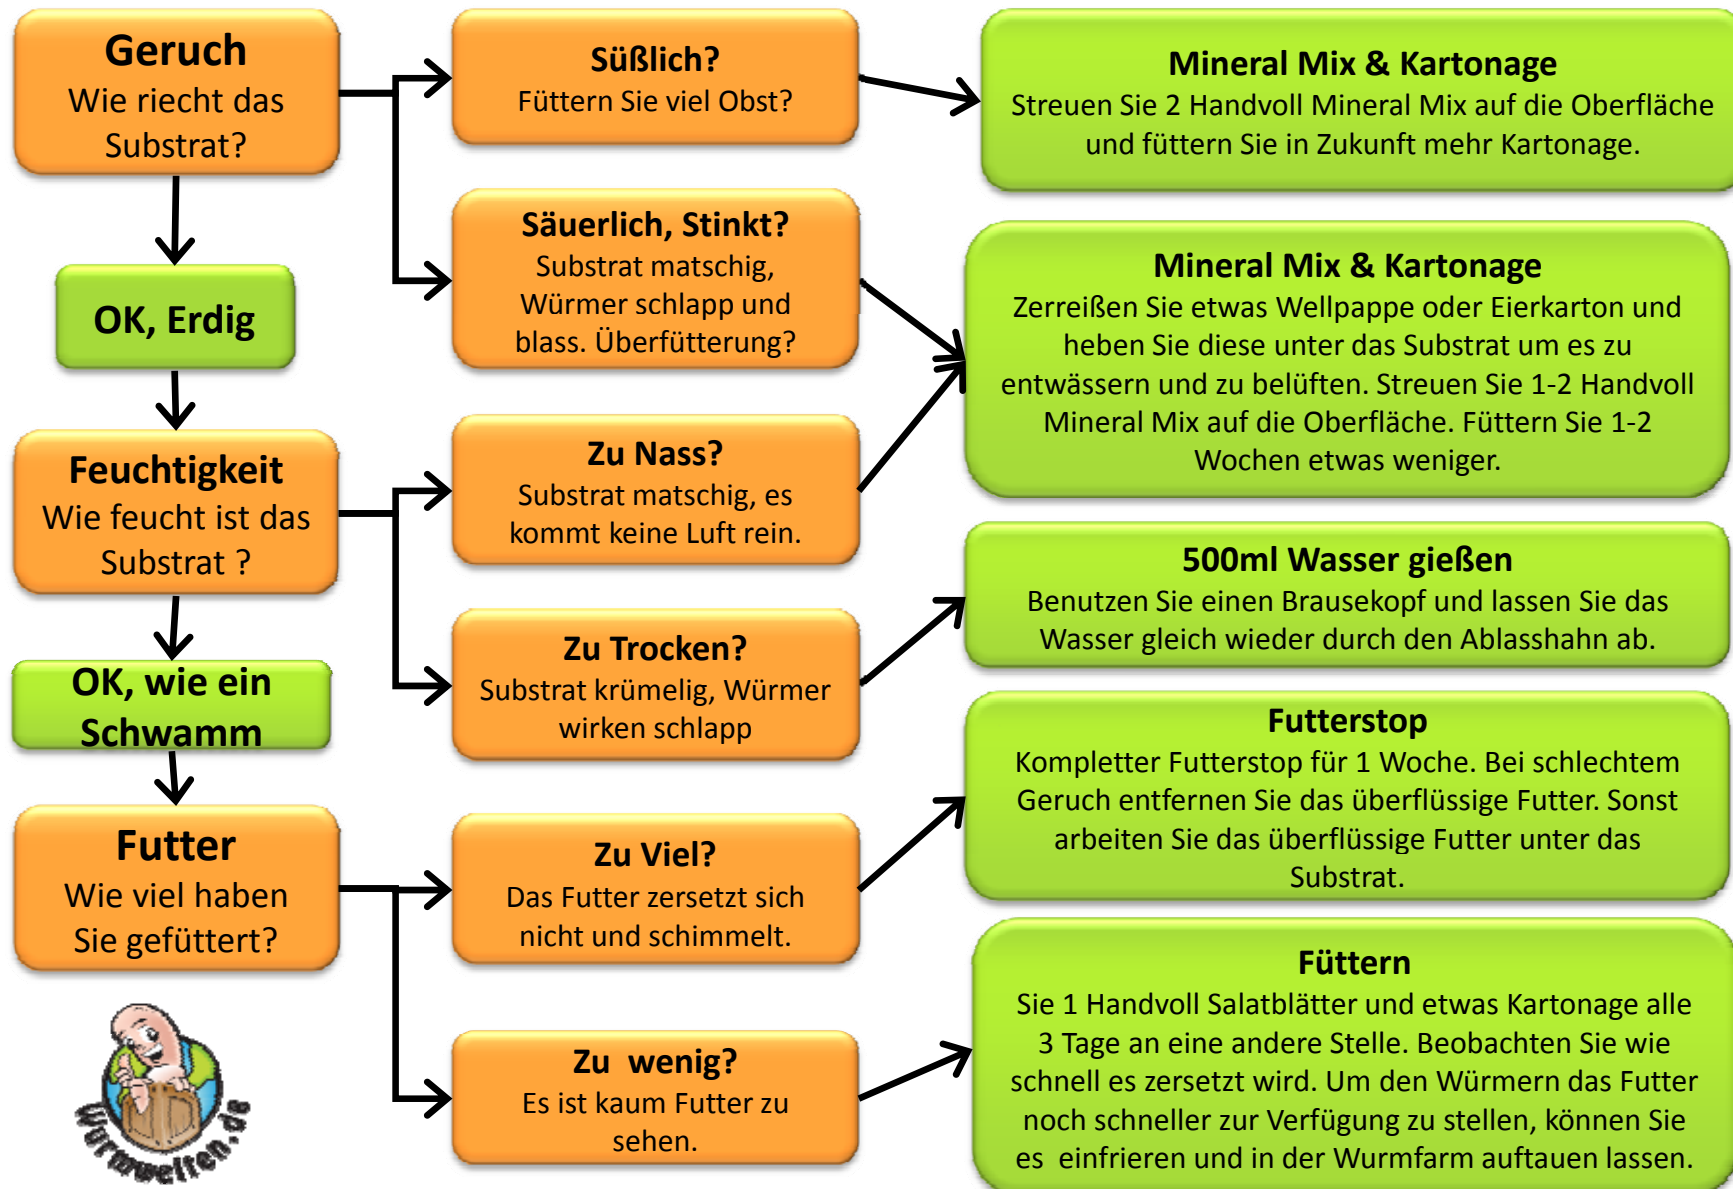 Geruch
Wie riecht das
Substrat?
Süßlich?
Füttern Sie viel Obst?
Mineral Mix & Kartonage
Streuen Sie 2 Handvoll Mineral Mix auf die Oberfläche
und füttern Sie in Zukunft mehr Kartonage.
Säuerlich, Stinkt?
Substrat matschig,
Würmer schlapp und
blass. Überfütterung?
Mineral Mix & Kartonage
Zerreißen Sie etwas Wellpappe oder Eierkarton und
heben Sie diese unter das Substrat um es zu
entwässern und zu belüften. Streuen Sie 1-2 Handvoll
Mineral Mix auf die Oberfläche. Füttern Sie 1-2
Wochen etwas weniger.
OK, Erdig
Feuchtigkeit
Wie feucht ist das
Substrat ?
Zu Nass?
Substrat matschig, es
kommt keine Luft rein.
Zu Trocken?
Substrat krümelig, Würmer
wirken schlapp
500ml Wasser gießen
Benutzen Sie einen Brausekopf und lassen Sie das
Wasser gleich wieder durch den Ablasshahn ab.
OK, wie ein
Schwamm
Futter
Wie viel haben
Sie gefüttert?
Zu Viel?
Das Futter zersetzt sich
nicht und schimmelt.
Futterstop
Kompletter Futterstop für 1 Woche. Bei schlechtem
Geruch entfernen Sie das überflüssige Futter. Sonst
arbeiten Sie das überflüssige Futter unter das
Substrat.
Zu  wenig?
Es ist kaum Futter zu
sehen.
Füttern
Sie 1 Handvoll Salatblätter und etwas Kartonage alle
3 Tage an eine andere Stelle. Beobachten Sie wie
schnell es zersetzt wird. Um den Würmern das Futter
noch schneller zur Verfügung zu stellen, können Sie
es  einfrieren und in der Wurmfarm auftauen lassen.
Wurmwelten.de